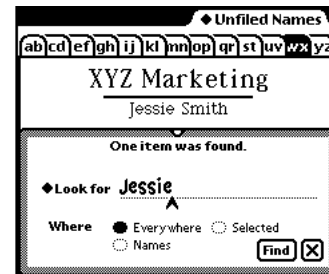 ◆Unfiled Names
ab cd ef gh ij kl mn op qr st uv wx yz
XYZ Marketing
Jessie Smith
One item was found.
◆Look for Jessie
Where Everywhere Selected
Names
Find X